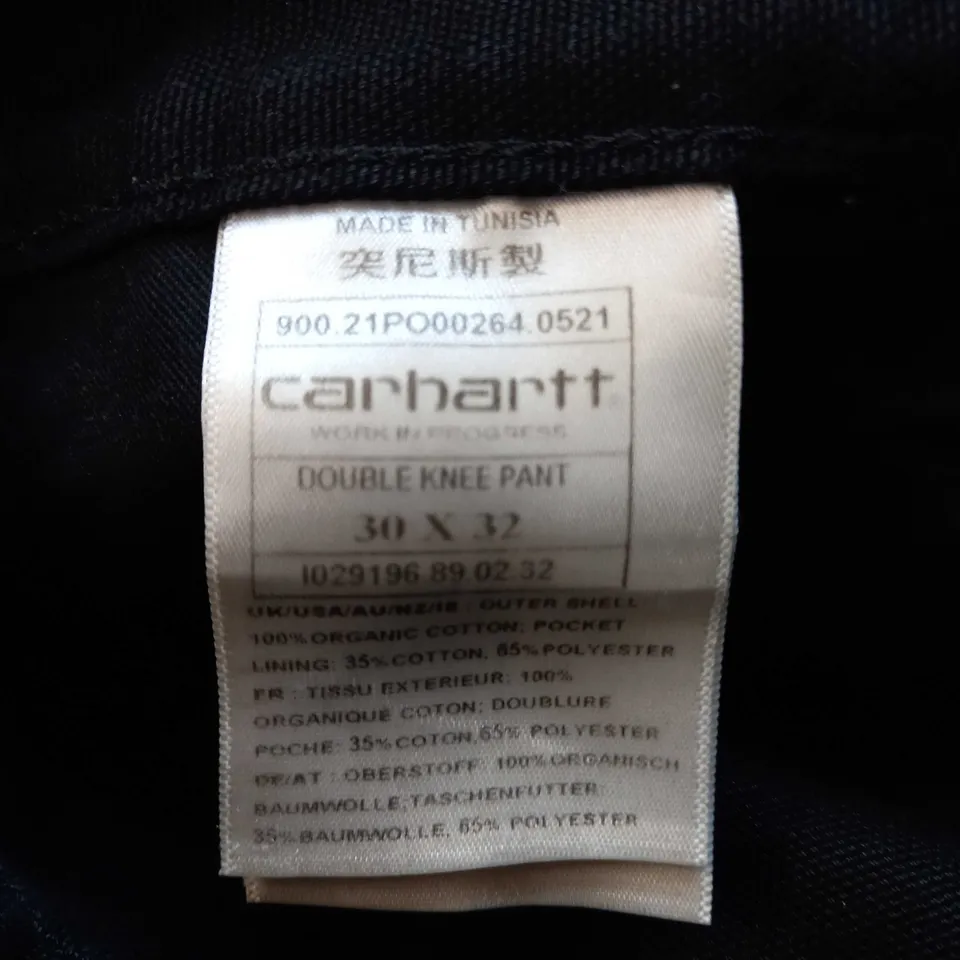 MADE IN TUNISIA
突尼斯製
900.21PO00264.0521
carhartt®
WORK IN PROGRESS
DOUBLE KNEE PANT
30 X 32
I029196.89.02.32
UK/USA/AU/NZ/IE : OUTER SHELL
100% ORGANIC COTTON; POCKET
LINING: 35% COTTON, 65% POLYESTER
FR : TISSU EXTERIEUR: 100%
ORGANIQUE COTON; DOUBLURE
POCHE: 35% COTON, 65% POLYESTER
DE/AT : OBERSTOFF: 100% ORGANISCH
BAUMWOLLE;TASCHENFUTTER:
35% BAUMWOLLE, 65% POLYESTER